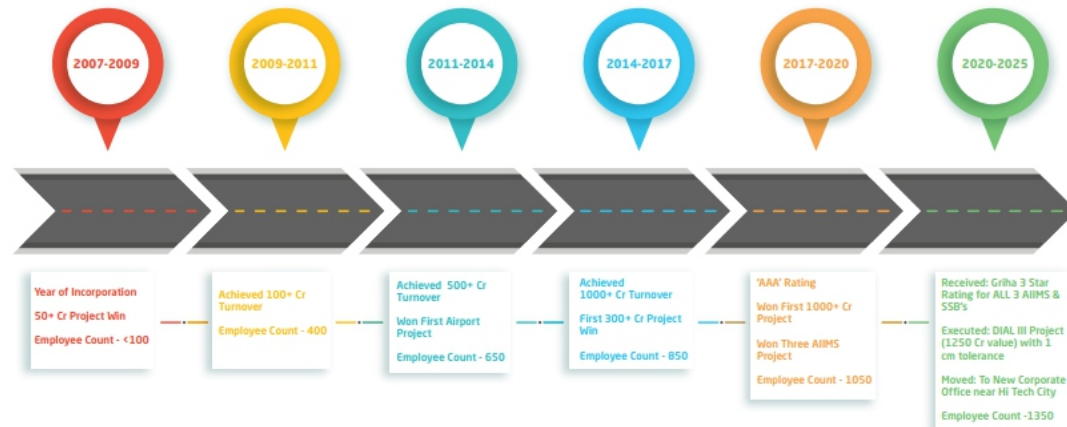 2007-2009
2009-2011
2011-2014
2014-2017
2017-2020
2020-2025
Year of Incorporation
50+ Cr Project Win
Employee Count - <100
Achieved 100+ Cr
Turnover
Employee Count - 400
Achieved 500+ Cr
Turnover
Won First Airport
Project
Employee Count - 650
Achieved
1000+ Cr Turnover
First 300+ Cr Project
Win
Employee Count - 850
'AAA' Rating
Won First 1000+ Cr
Project
Won Three AIIMS
Project
Employee Count - 1050
Received: Griha 3 Star
Rating for ALL 3 AIIMS &
SSB's
Executed: DIAL III Project
(1250 Cr value) with 1
cm tolerance
Moved: To New Corporate
Office near Hi Tech City
Employee Count -1350